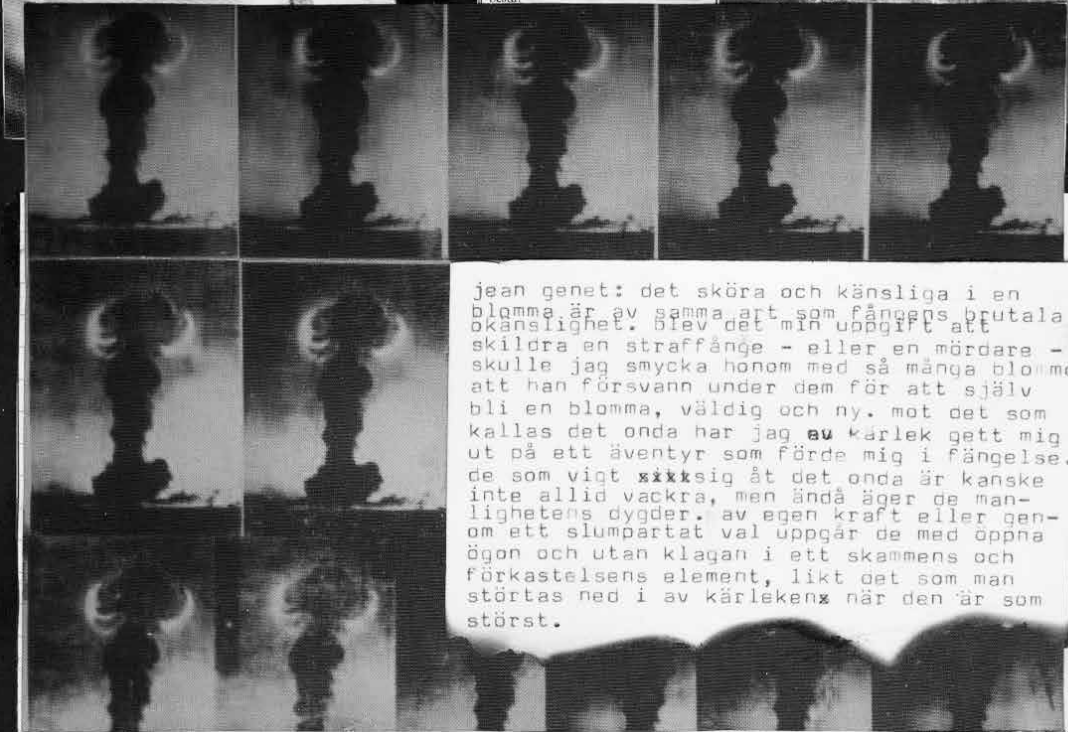 jean genet: det sköra och känsliga i en
blomma är av samma art som fångens brutala
okänslighet. blev det min uppgift att
skildra en straffånge - eller en mördare -
skulle jag smycka honom med så många blomm
att han försvann under dem för att själv
bli en blomma, väldig och ny. mot det som
kallas det onda har jag av kärlek gett mig
ut på ett äventyr som förde mig i fängelse.
de som vigt sig åt det onda är kanske
inte allid vackra, men ändå äger de man-
lighetens dygder. av egen kraft eller gen-
om ett slumpartat val uppgår de med öppna
ögon och utan klagan i ett skammens och
förkastelsens element, likt det som man
störtas ned i av kärleken när den är som
störst.